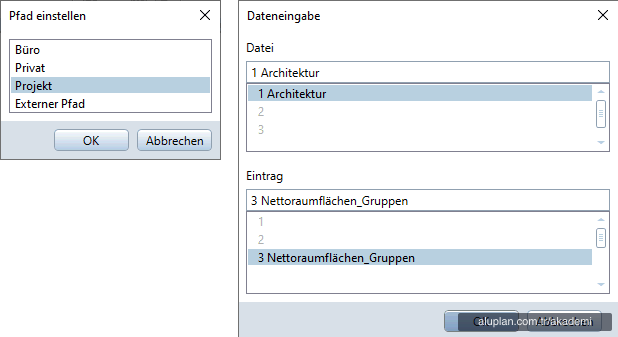 Pfad einstellen
Büro
Privat
Projekt
Externer Pfad
OK
Abbrechen
Dateneingabe
Datei
1 Architektur
1 Architektur
2
3
Eintrag
3 Nettoraumflächen_Gruppen
1
2
3 Nettoraumflächen_Gruppen
aluplan.com.tr/akademi